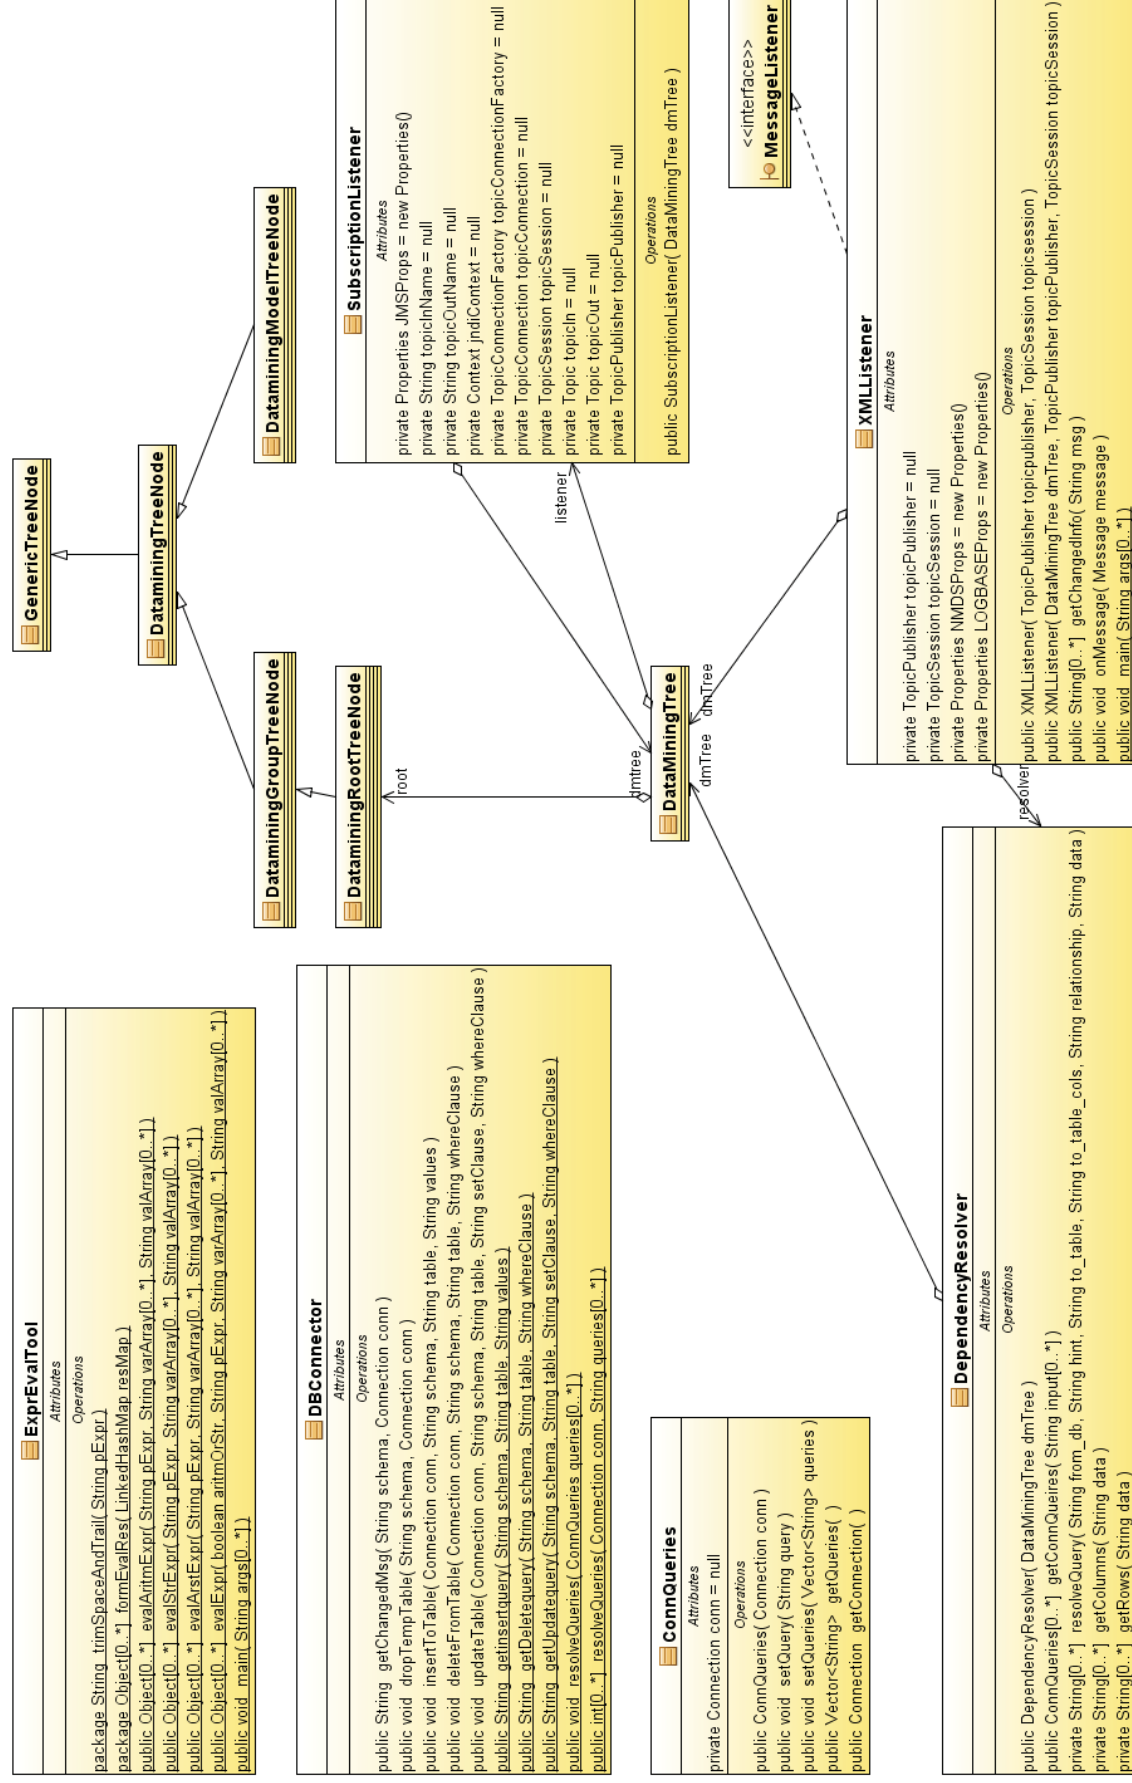 ExprEvalTool
Attributes
Operations
package String trimSpaceAndTrail( String pExpr )
package Object[0..*] formEvalRes( LinkedHashMap resMap )
public Object[0..*] evalAritmExpr( String pExpr, String varArray[0..*], String valArray[0..*] )
public Object[0..*] evalStrExpr( String pExpr, String varArray[0..*], String valArray[0..*] )
public Object[0..*] evalArstExpr( String pExpr, String varArray[0..*], String valArray[0..*] )
public Object[0..*] evalExpr( boolean aritmOrStr, String pExpr, String varArray[0..*], String valArray[0..*] )
public void main( String args[0..*] )
GenericTreeNode
DataminingTreeNode
DataminingGroupTreeNode
DataminingModelTreeNode
DataminingRootTreeNode
root
DBConnector
Attributes
Operations
public String getChangedMsg( String schema, Connection conn )
public void dropTempTable( String schema, Connection conn )
public void insertToTable( Connection conn, String schema, String table, String values )
public void deleteFromTable( Connection conn, String schema, String table, String whereClause )
public void updateTable( Connection conn, String schema, String table, String setClause, String whereClause )
public String getinsertquery( String schema, String table, String values )
public String getDeletequery( String schema, String table, String whereClause )
public String getUpdatequery( String schema, String table, String setClause, String whereClause )
public void resolveQueries( ConnQueries queries[0..*] )
public int[0..*] resolveQueries( Connection conn, String queries[0..*] )
SubscriptionListener
Attributes
private Properties JMSProps = new Properties()
private String topicInName = null
private String topicOutName = null
private Context jndiContext = null
private TopicConnectionFactory topicConnectionFactory = null
private TopicConnection topicConnection = null
private TopicSession topicSession = null
private Topic topicIn = null
private Topic topicOut = null
private TopicPublisher topicPublisher = null
Operations
public SubscriptionListener( DataMiningTree dmTree )
listener
dmtree
DataMiningTree
dmTree
dmTree
ConnQueries
Attributes
private Connection conn = null
Operations
public ConnQueries( Connection conn )
public void setQuery( String query )
public void setQueries( Vector<String> queries )
public Vector<String> getQueries( )
public Connection getConnection( )
<<interface>>
MessageListener
XMLListener
Attributes
private TopicPublisher topicPublisher = null
private TopicSession topicSession = null
private Properties NMDSProps = new Properties()
private Properties LOGBASEProps = new Properties()
Operations
public XMLListener( TopicPublisher topicpublisher, TopicSession topicsession )
public XMLListener( DataMiningTree dmTree, TopicPublisher topicPublisher, TopicSession topicSession )
public String[0..*] getChangedInfo( String msg )
public void onMessage( Message message )
public void main( String args[0..*] )
resolver
DependencyResolver
Attributes
Operations
public DependencyResolver( DataMiningTree dmTree )
public ConnQueries[0..*] getConnQueires( String input[0..*] )
private String[0..*] resolveQuery( String from_db, String hint, String to_table, String to_table_cols, String relationship, String data )
private String[0..*] getColumns( String data )
private String[0..*] getRows( String data )